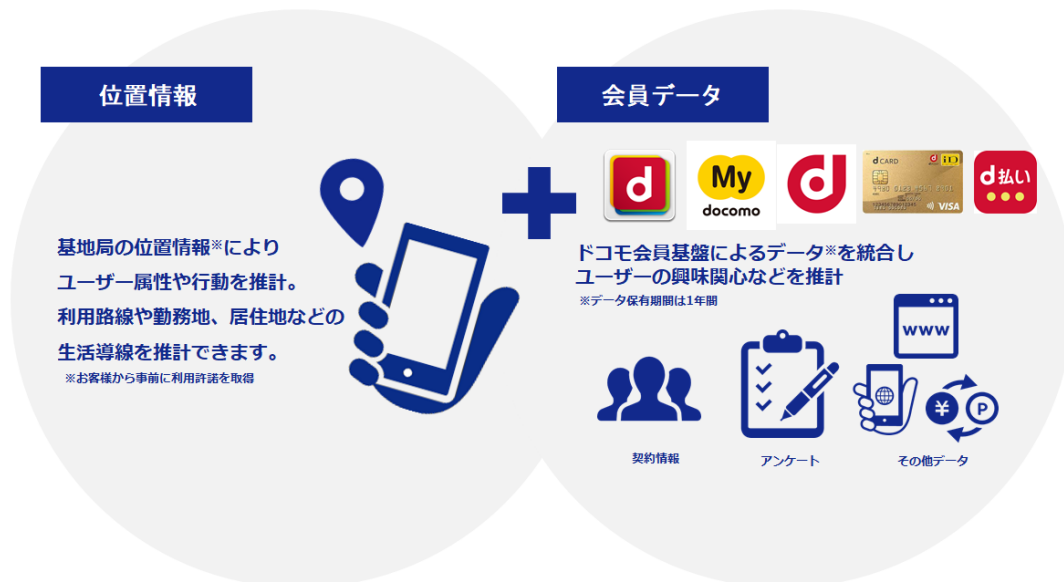 位置情報
基地局の位置情報※により
ユーザー属性や行動を推計。
利用路線や勤務地、居住地などの
生活導線を推計できます。
※お客様から事前に利用許諾を取得
会員データ
d
My
docomo
d
d CARD
iD
VISA
d払い
ドコモ会員基盤によるデータ※を統合し
ユーザーの興味関心などを推計
※データ保有期間は1年間
www
¥
P
契約情報
アンケート
その他データ